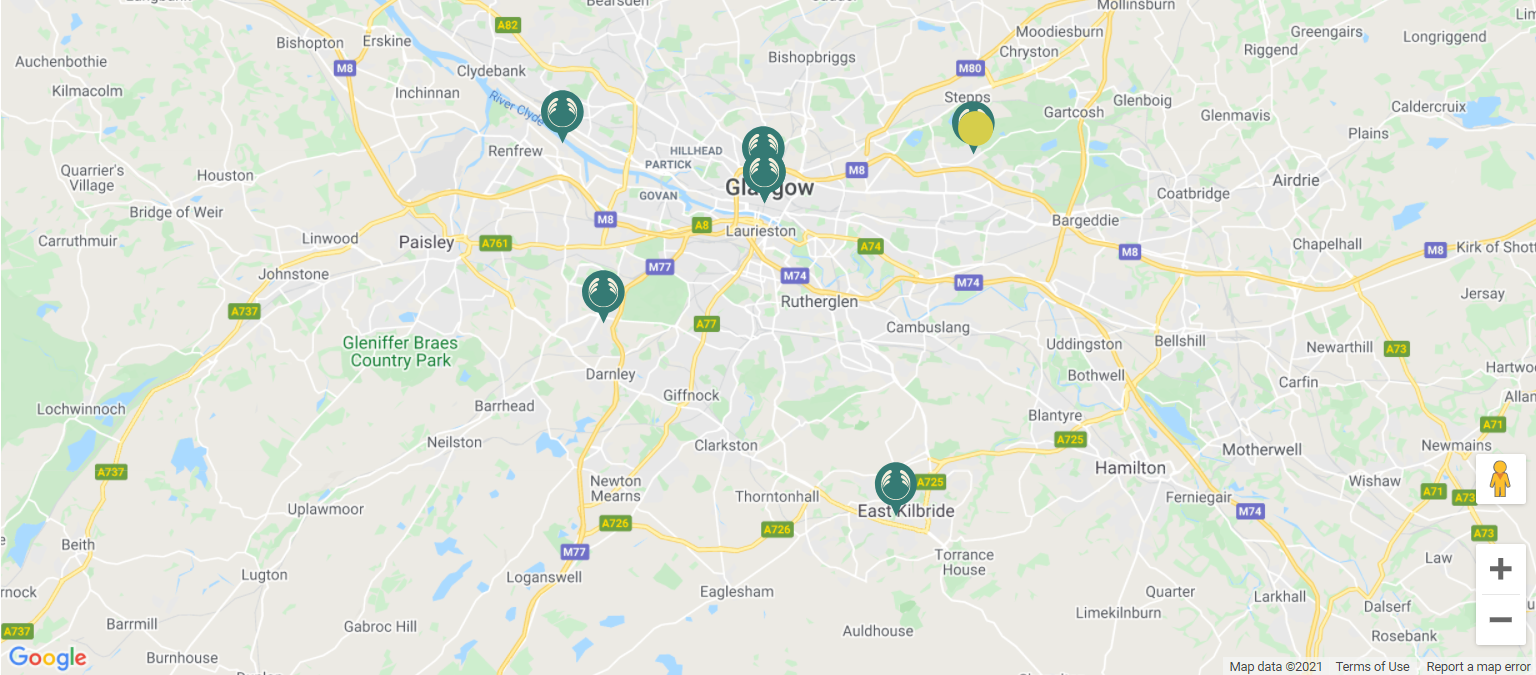 Bearsden
Mollinsburn
A82
Moodiesburn
Greengairs
Longriggend
Bishopton
Erskine
Chryston
Riggend
Auchenbothie
Bishopbriggs
M8
Clydebank
M80
Kilmacolm
Inchinnan
Stepps
Glenboig
Caldercruix
River Clyde
Gartcosh
Glenmavis
Plains
Renfrew
HILLHEAD
PARTICK
M8
Quarrier's
Village
Houston
Airdrie
GOVAN
Glasgow
Coatbridge
Bridge of Weir
M8
A8
Laurieston
Bargeddie
Carruthmuir
Linwood
Paisley
A761
A74
Chapelhall
M8
M8
Kirk of Shott
Johnstone
M77
M74
M74
Jersay
Rutherglen
A737
A77
Cambuslang
Gleniffer Braes
Country Park
Uddingston
Bellshill
Newarthill
A73
Darnley
Bothwell
Carfin
Hartwo
Giffnock
Allan
Lochwinnoch
Barrhead
Blantyre
A71
Neilston
Clarkston
A725
Motherwell
Newmains
A737
Hamilton
Newton
Mearns
Thorntonhall
A725
Wishaw
A71
A73
Ferniegair
East Kilbride
M74
Uplawmoor
A726
A726
A73
Beith
M77
Torrance
House
Law
Lugton
Loganswell
rnock
Eaglesham
Quarter
Larkhall
Dalserf
Limekilnburn
A737
Barrmill
Gabroc Hill
Auldhouse
Rosebank
Google
Burnhouse
Map data ©2021
Terms of Use
Report a map error